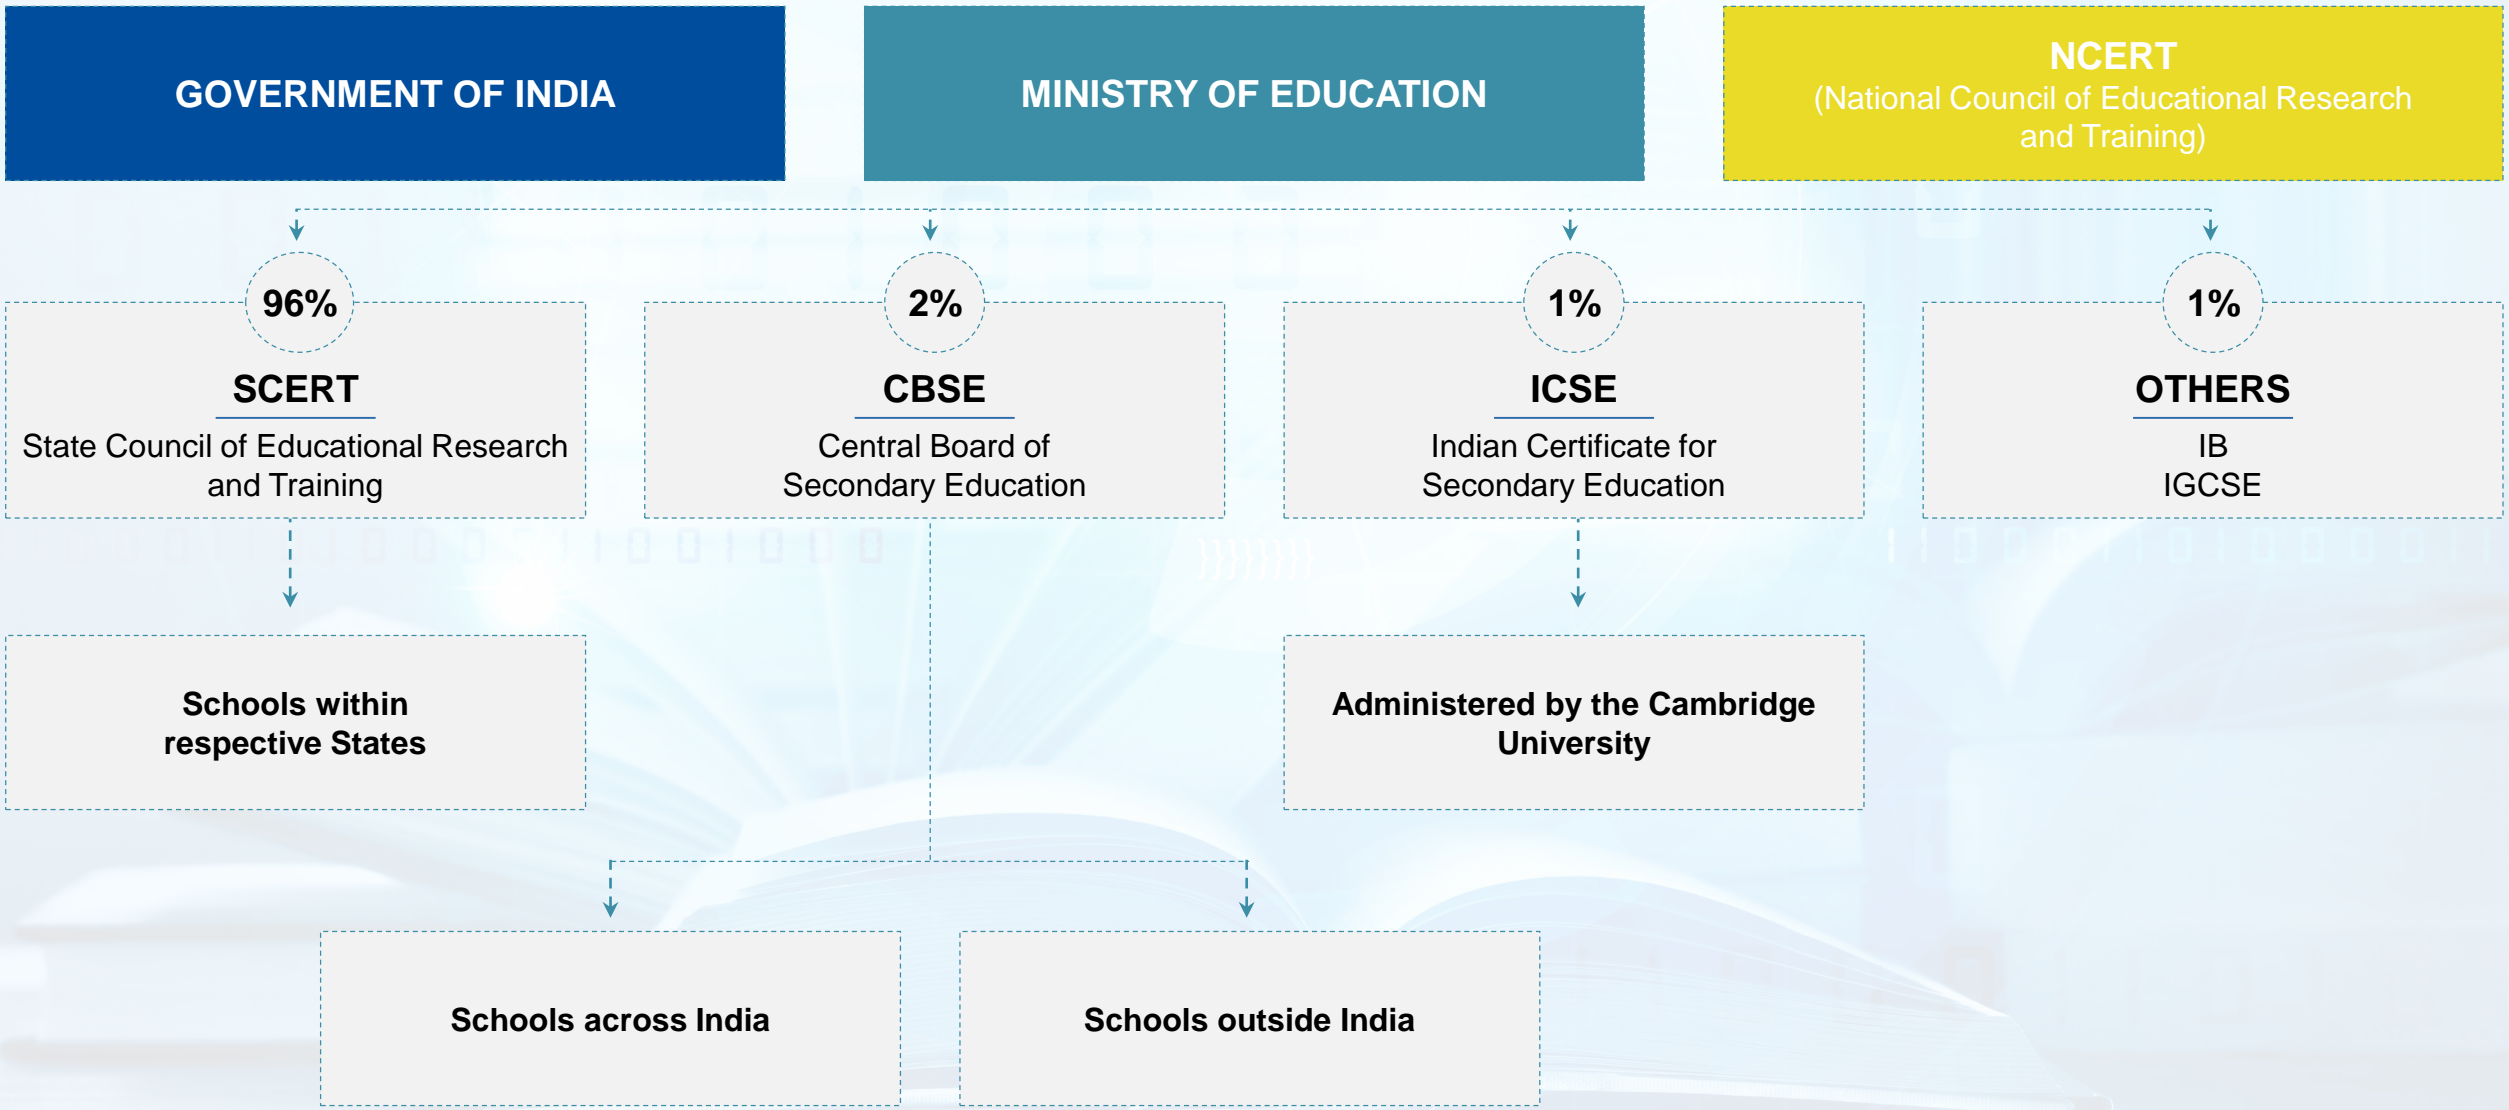 GOVERNMENT OF INDIA
MINISTRY OF EDUCATION
NCERT
(National Council of Educational Research
and Training)
96%
SCERT
State Council of Educational Research
and Training
2%
CBSE
Central Board of
Secondary Education
1%
ICSE
Indian Certificate for
Secondary Education
1%
OTHERS
IB
IGCSE
Schools within
respective States
Administered by the Cambridge
University
Schools across India
Schools outside India